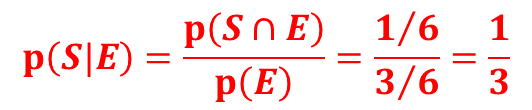 p(S|E) = p(S ∩ E) / p(E) = (1/6) / (3/6) = 1/3